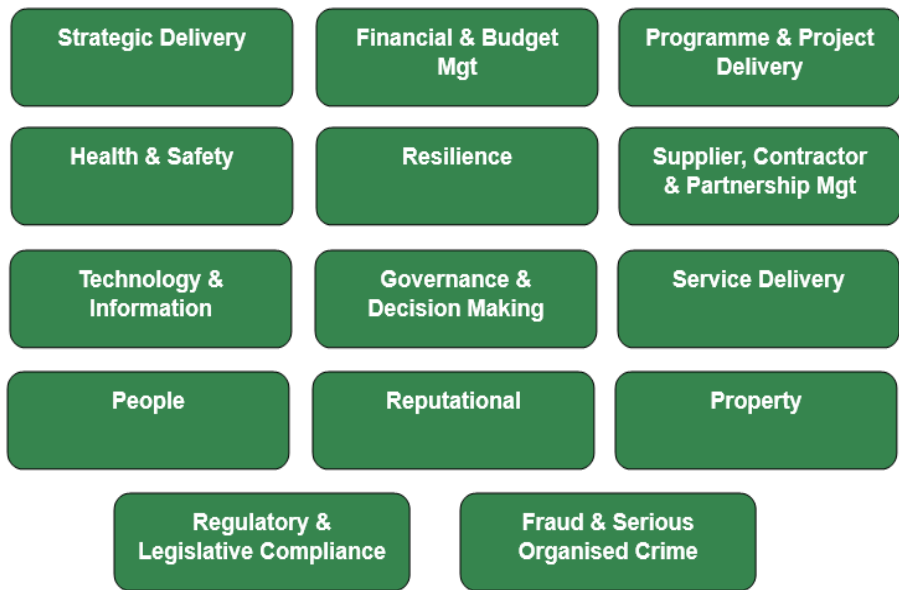 Strategic Delivery
Financial & Budget
Mgt
Programme & Project
Delivery
Health & Safety
Resilience
Supplier, Contractor
& Partnership Mgt
Technology &
Information
Governance &
Decision Making
Service Delivery
People
Reputational
Property
Regulatory &
Legislative Compliance
Fraud & Serious
Organised Crime